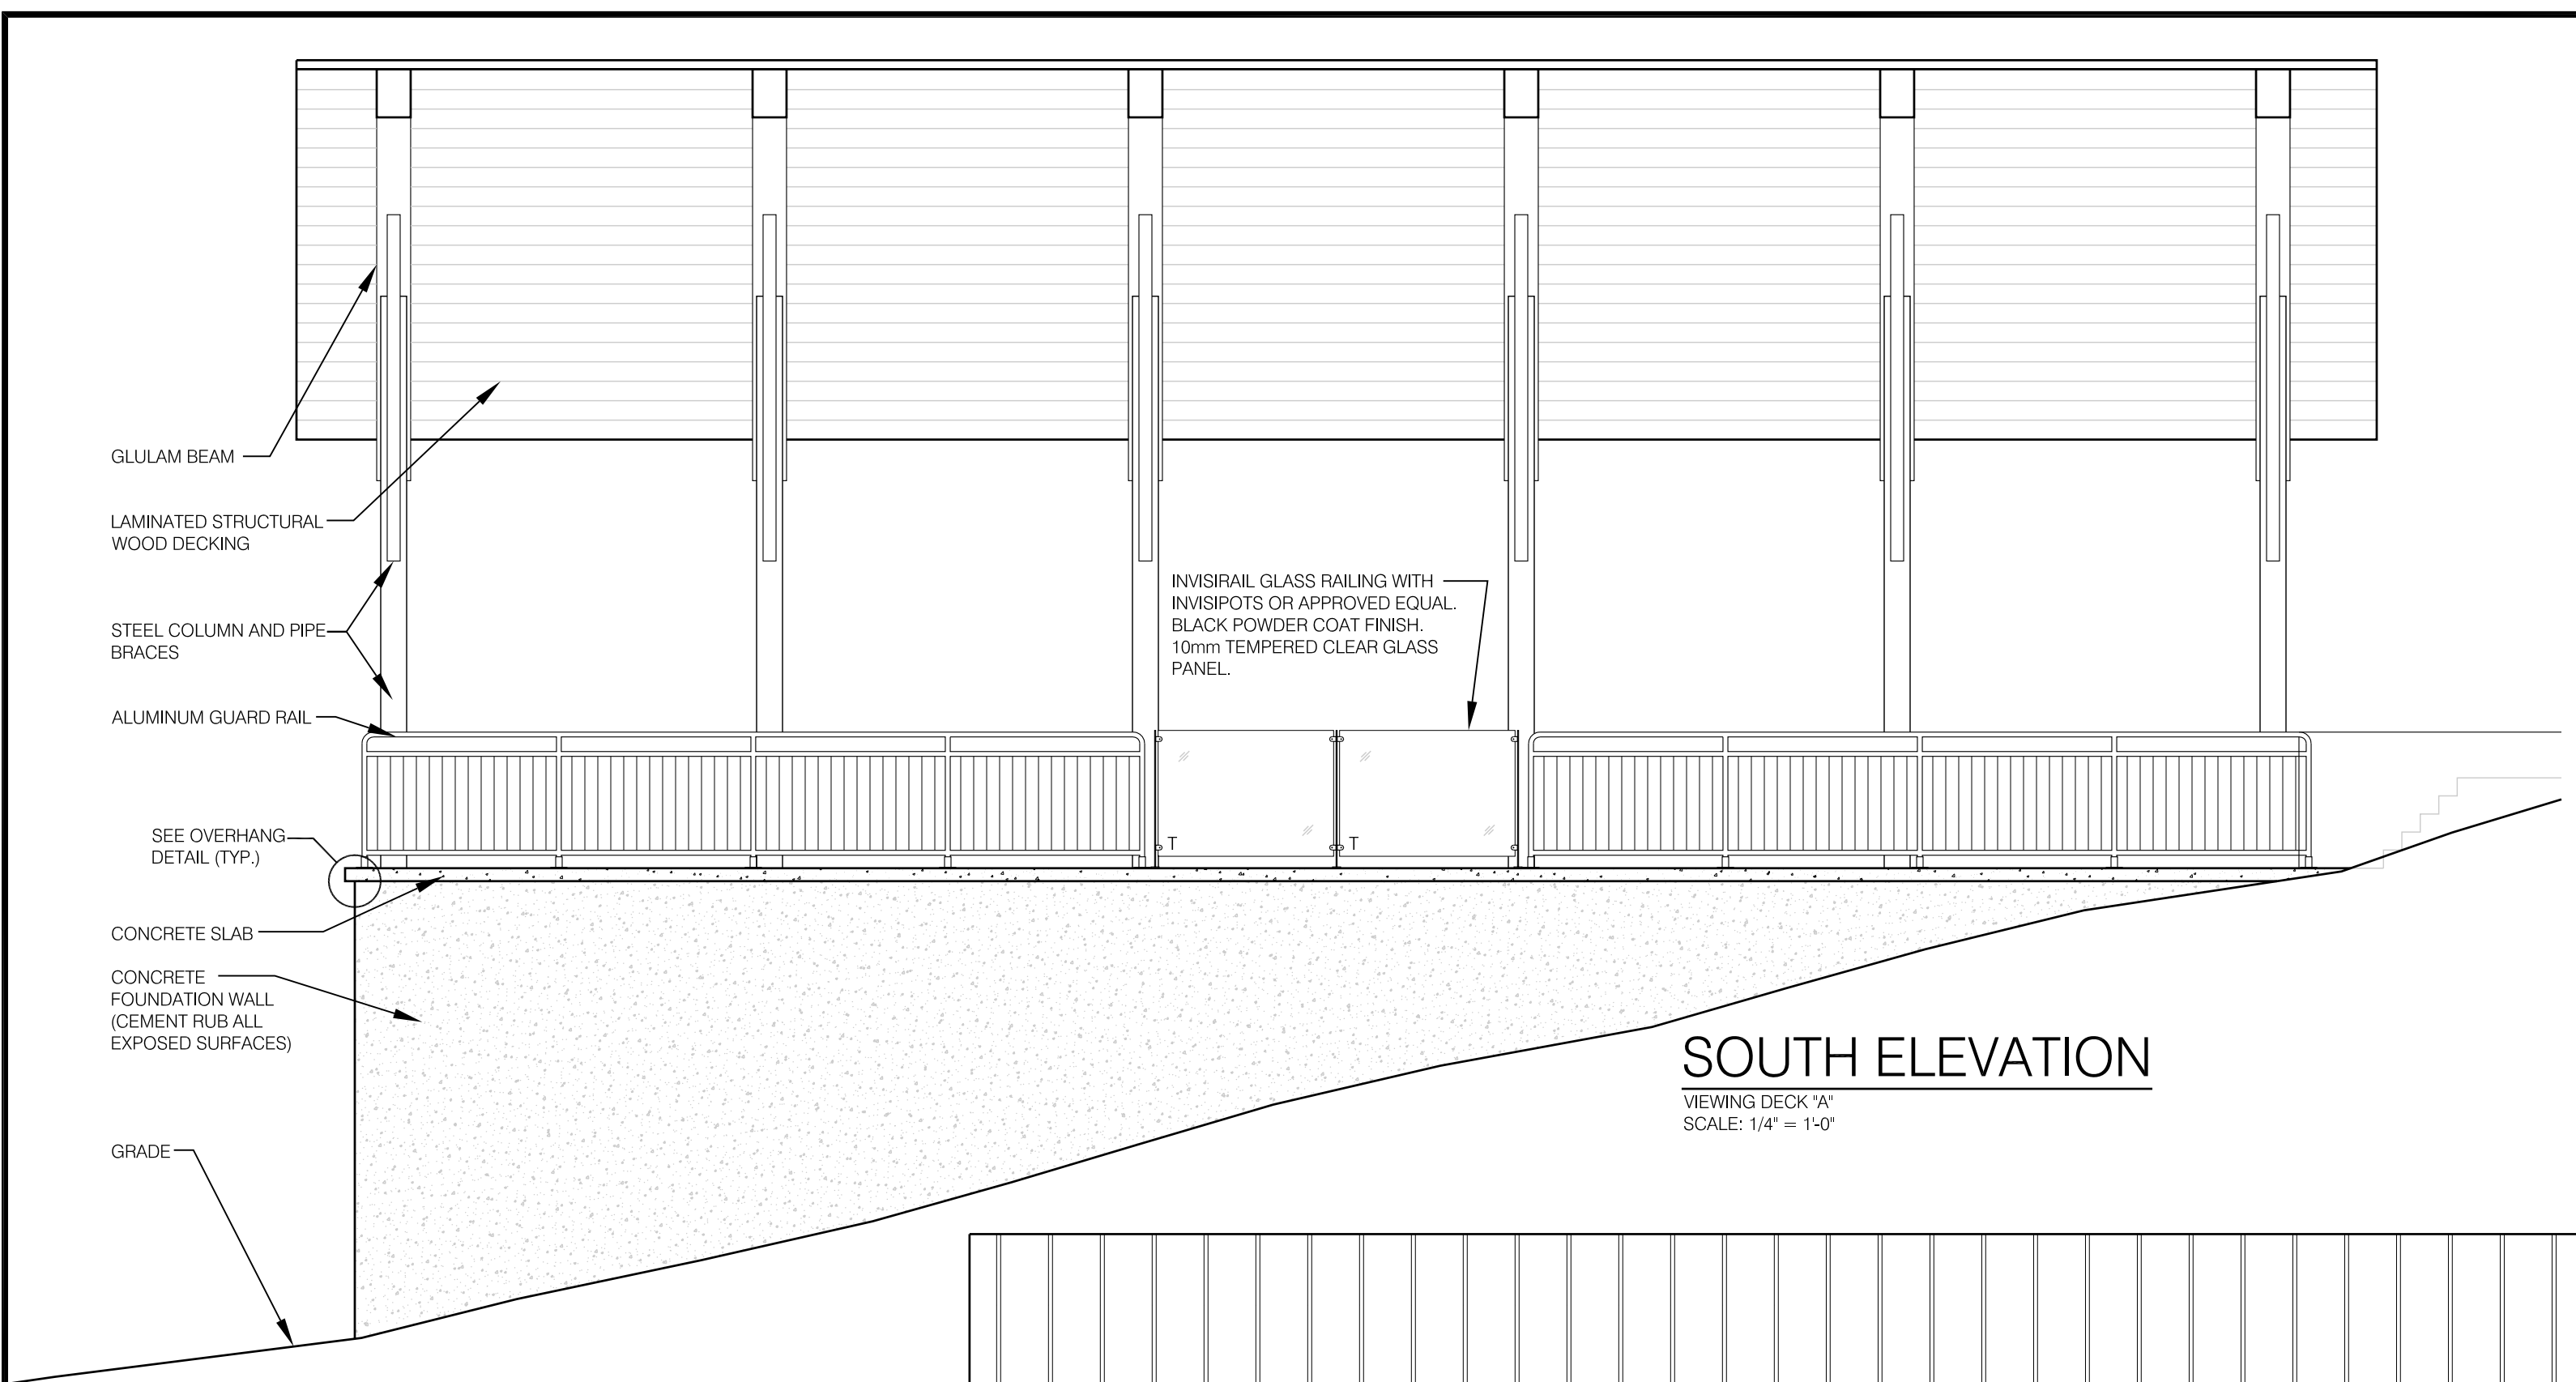 GLULAM BEAM
LAMINATED STRUCTURAL
WOOD DECKING
STEEL COLUMN AND PIPE
BRACES
ALUMINUM GUARD RAIL
SEE OVERHANG
DETAIL (TYP.)
CONCRETE SLAB
CONCRETE
FOUNDATION WALL
(CEMENT RUB ALL
EXPOSED SURFACES)
GRADE
INVISIRAIL GLASS RAILING WITH
INVISIPOTS OR APPROVED EQUAL.
BLACK POWDER COAT FINISH.
10mm TEMPERED CLEAR GLASS
PANEL.
T
T
SOUTH ELEVATION
VIEWING DECK "A"
SCALE: 1/4" = 1'-0"